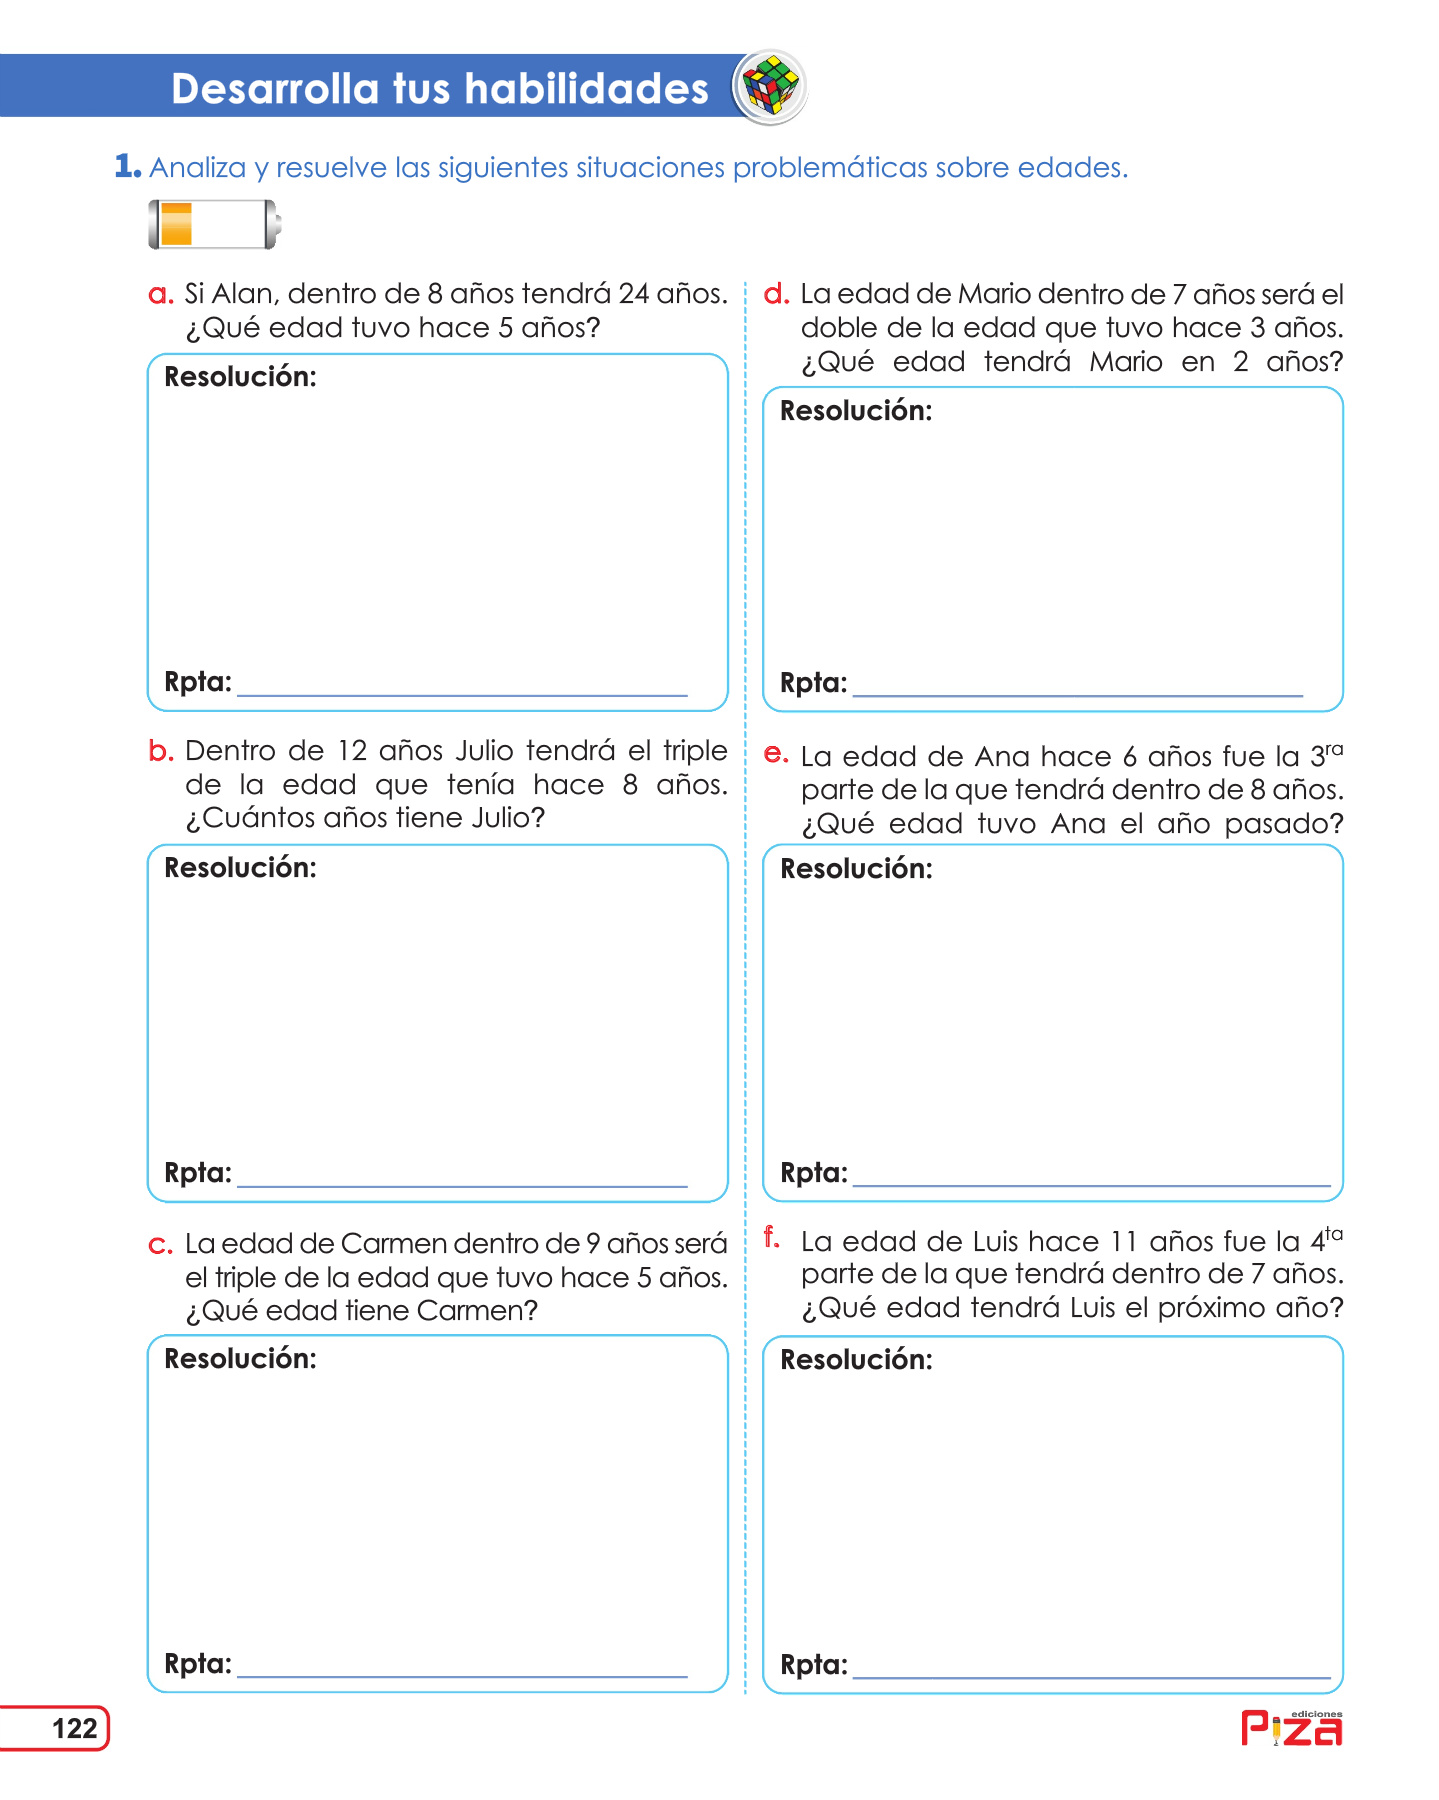 Desarrolla tus habilidades
1. Analiza y resuelve las siguientes situaciones problemáticas sobre edades.
a. Si Alan, dentro de 8 años tendrá 24 años.
¿Qué edad tuvo hace 5 años?
Resolución:
Rpta:
b. Dentro de 12 años Julio tendrá el triple
de la edad que tenía hace 8 años.
¿Cuántos años tiene Julio?
Resolución:
Rpta:
c. La edad de Carmen dentro de 9 años será
el triple de la edad que tuvo hace 5 años.
¿Qué edad tiene Carmen?
Resolución:
Rpta:
d. La edad de Mario dentro de 7 años será el
doble de la edad que tuvo hace 3 años.
¿Qué edad tendrá Mario en 2 años?
Resolución:
Rpta:
e. La edad de Ana hace 6 años fue la 3ra
parte de la que tendrá dentro de 8 años.
¿Qué edad tuvo Ana el año pasado?
Resolución:
Rpta:
f. La edad de Luis hace 11 años fue la 4ta
parte de la que tendrá dentro de 7 años.
¿Qué edad tendrá Luis el próximo año?
Resolución:
Rpta:
122
ediciones
Piza